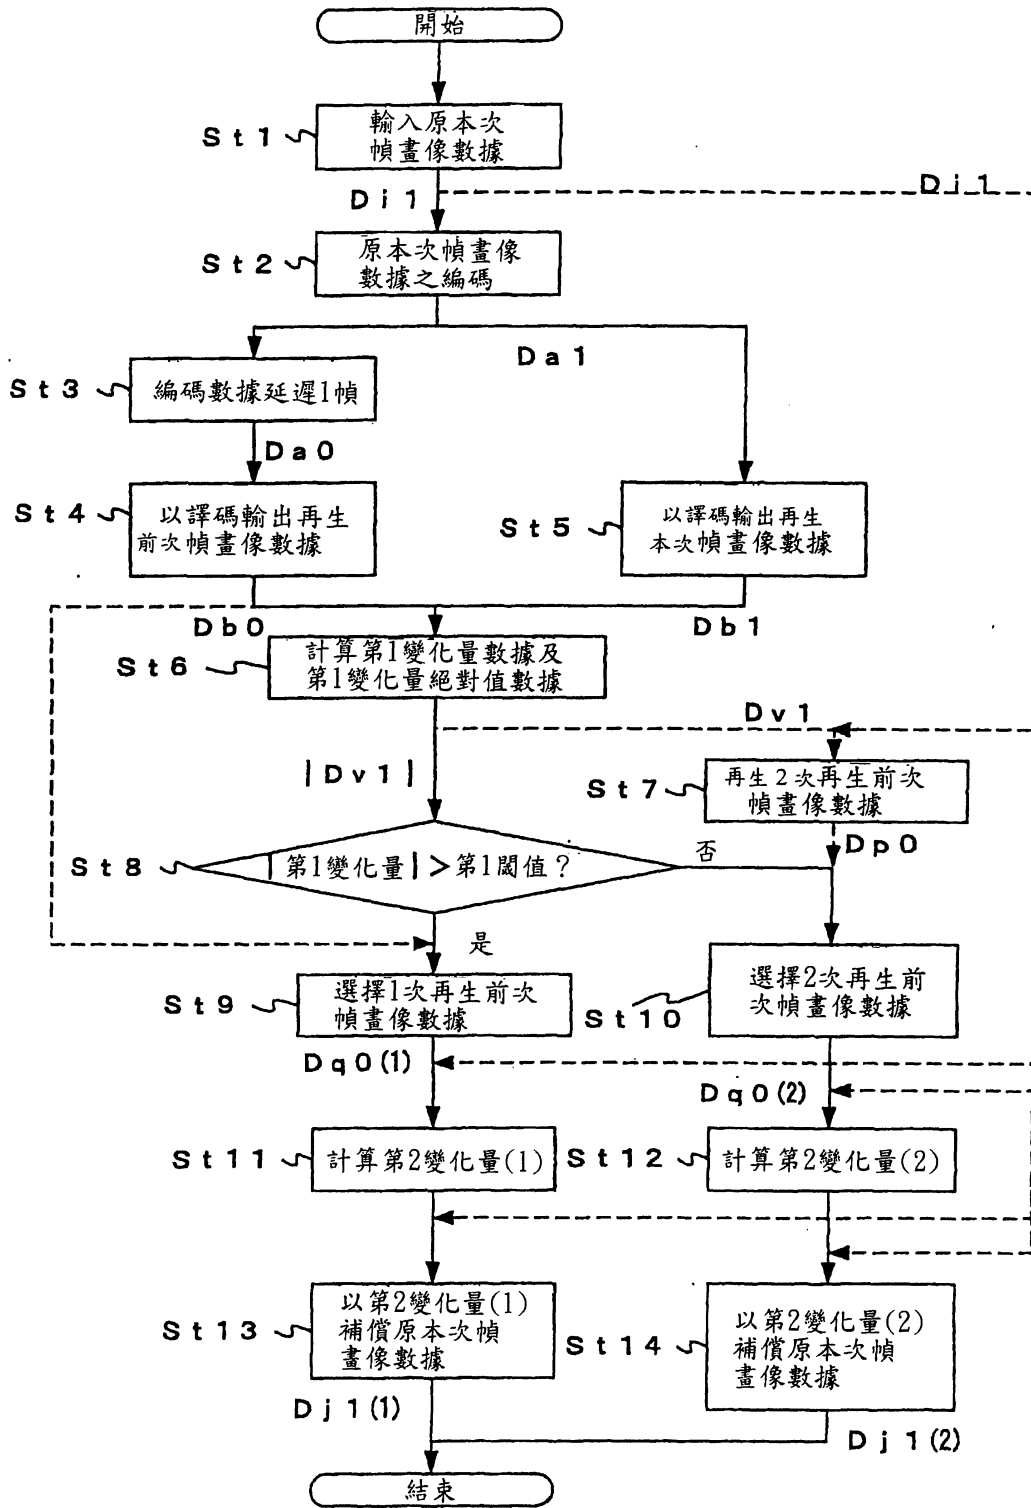 開始
St1
輸入原本次
幀畫像數據
Di1
Di1
St2
原本次幀畫像
數據之編碼
Da1
St3
編碼數據延遲1幀
Da0
St4
以譯碼輸出再生
前次幀畫像數據
St5
以譯碼輸出再生
本次幀畫像數據
Db0
Db1
St6
計算第1變化量數據及
第1變化量絕對值數據
Dv1
|Dv1|
St7
再生2次再生前次
幀畫像數據
Dp0
St8
|第1變化量|>第1閾值?
否
是
St9
選擇1次再生前次
幀畫像數據
St10
選擇2次再生前
次幀畫像數據
Dq0(1)
Dq0(2)
St11
計算第2變化量(1)
St12
計算第2變化量(2)
St13
以第2變化量(1)
補償原本次幀
畫像數據
St14
以第2變化量(2)
補償原本次幀
畫像數據
Dj1(1)
Dj1(2)
結束